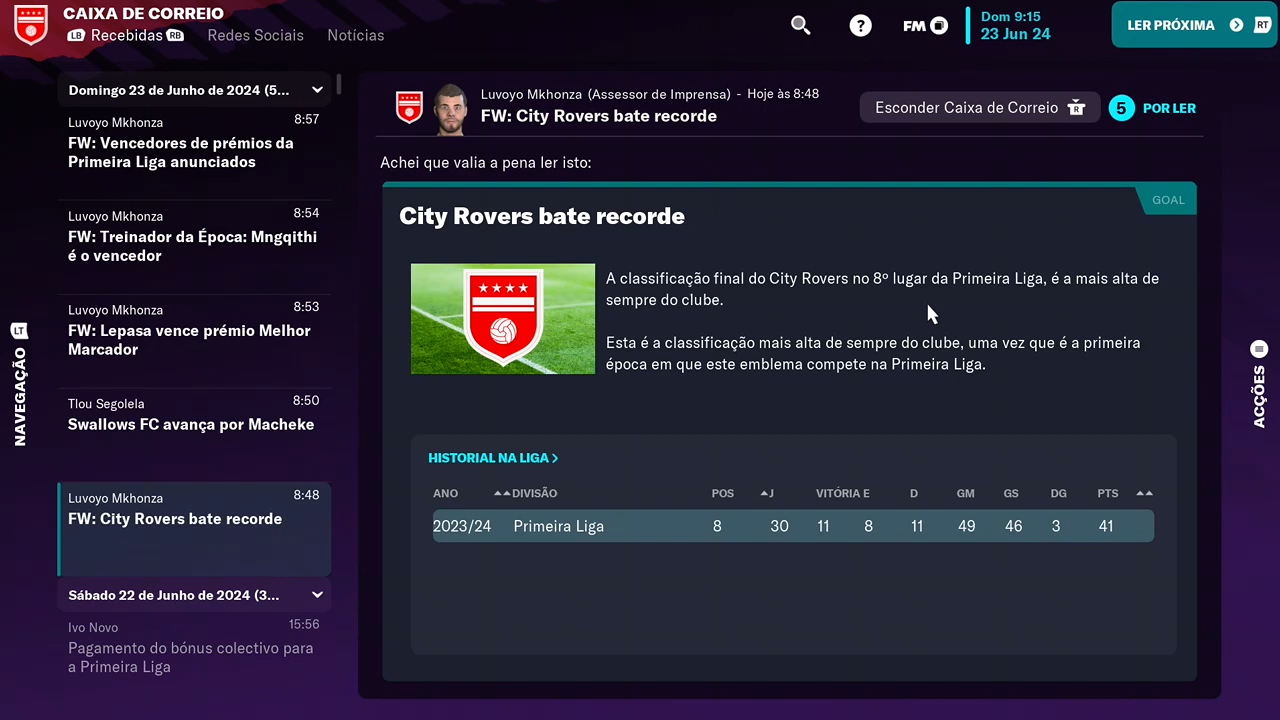 CAIXA DE CORREIO
LB Recebidas RB Redes Sociais Notícias
FM
Dom 9:15
23 Jun 24
LER PRÓXIMA RT
Domingo 23 de Junho de 2024 (5...
Luvoyo Mkhonza 8:57
FW: Vencedores de prémios da
Primeira Liga anunciados
Luvoyo Mkhonza 8:54
FW: Treinador da Época: Mngqithi
é o vencedor
Luvoyo Mkhonza 8:53
FW: Lepasa vence prémio Melhor
Marcador
Tlou Segolela 8:50
Swallows FC avança por Macheke
Luvoyo Mkhonza 8:48
FW: City Rovers bate recorde
Sábado 22 de Junho de 2024 (3...
Ivo Novo 15:56
Pagamento do bónus colectivo para
a Primeira Liga
LT NAVEGAÇÃO
Luvoyo Mkhonza (Assessor de Imprensa) - Hoje às 8:48
FW: City Rovers bate recorde
Esconder Caixa de Correio R
5 POR LER
Achei que valia a pena ler isto:
GOAL
City Rovers bate recorde
A classificação final do City Rovers no 8º lugar da Primeira Liga, é a mais alta de
sempre do clube.
Esta é a classificação mais alta de sempre do clube, uma vez que é a primeira
época em que este emblema compete na Primeira Liga.
HISTORIAL NA LIGA >
ANO DIVISÃO POS J VITÓRIA E D GM GS DG PTS
2023/24 Primeira Liga 8 30 11 8 11 49 46 3 41
ACÇÕES